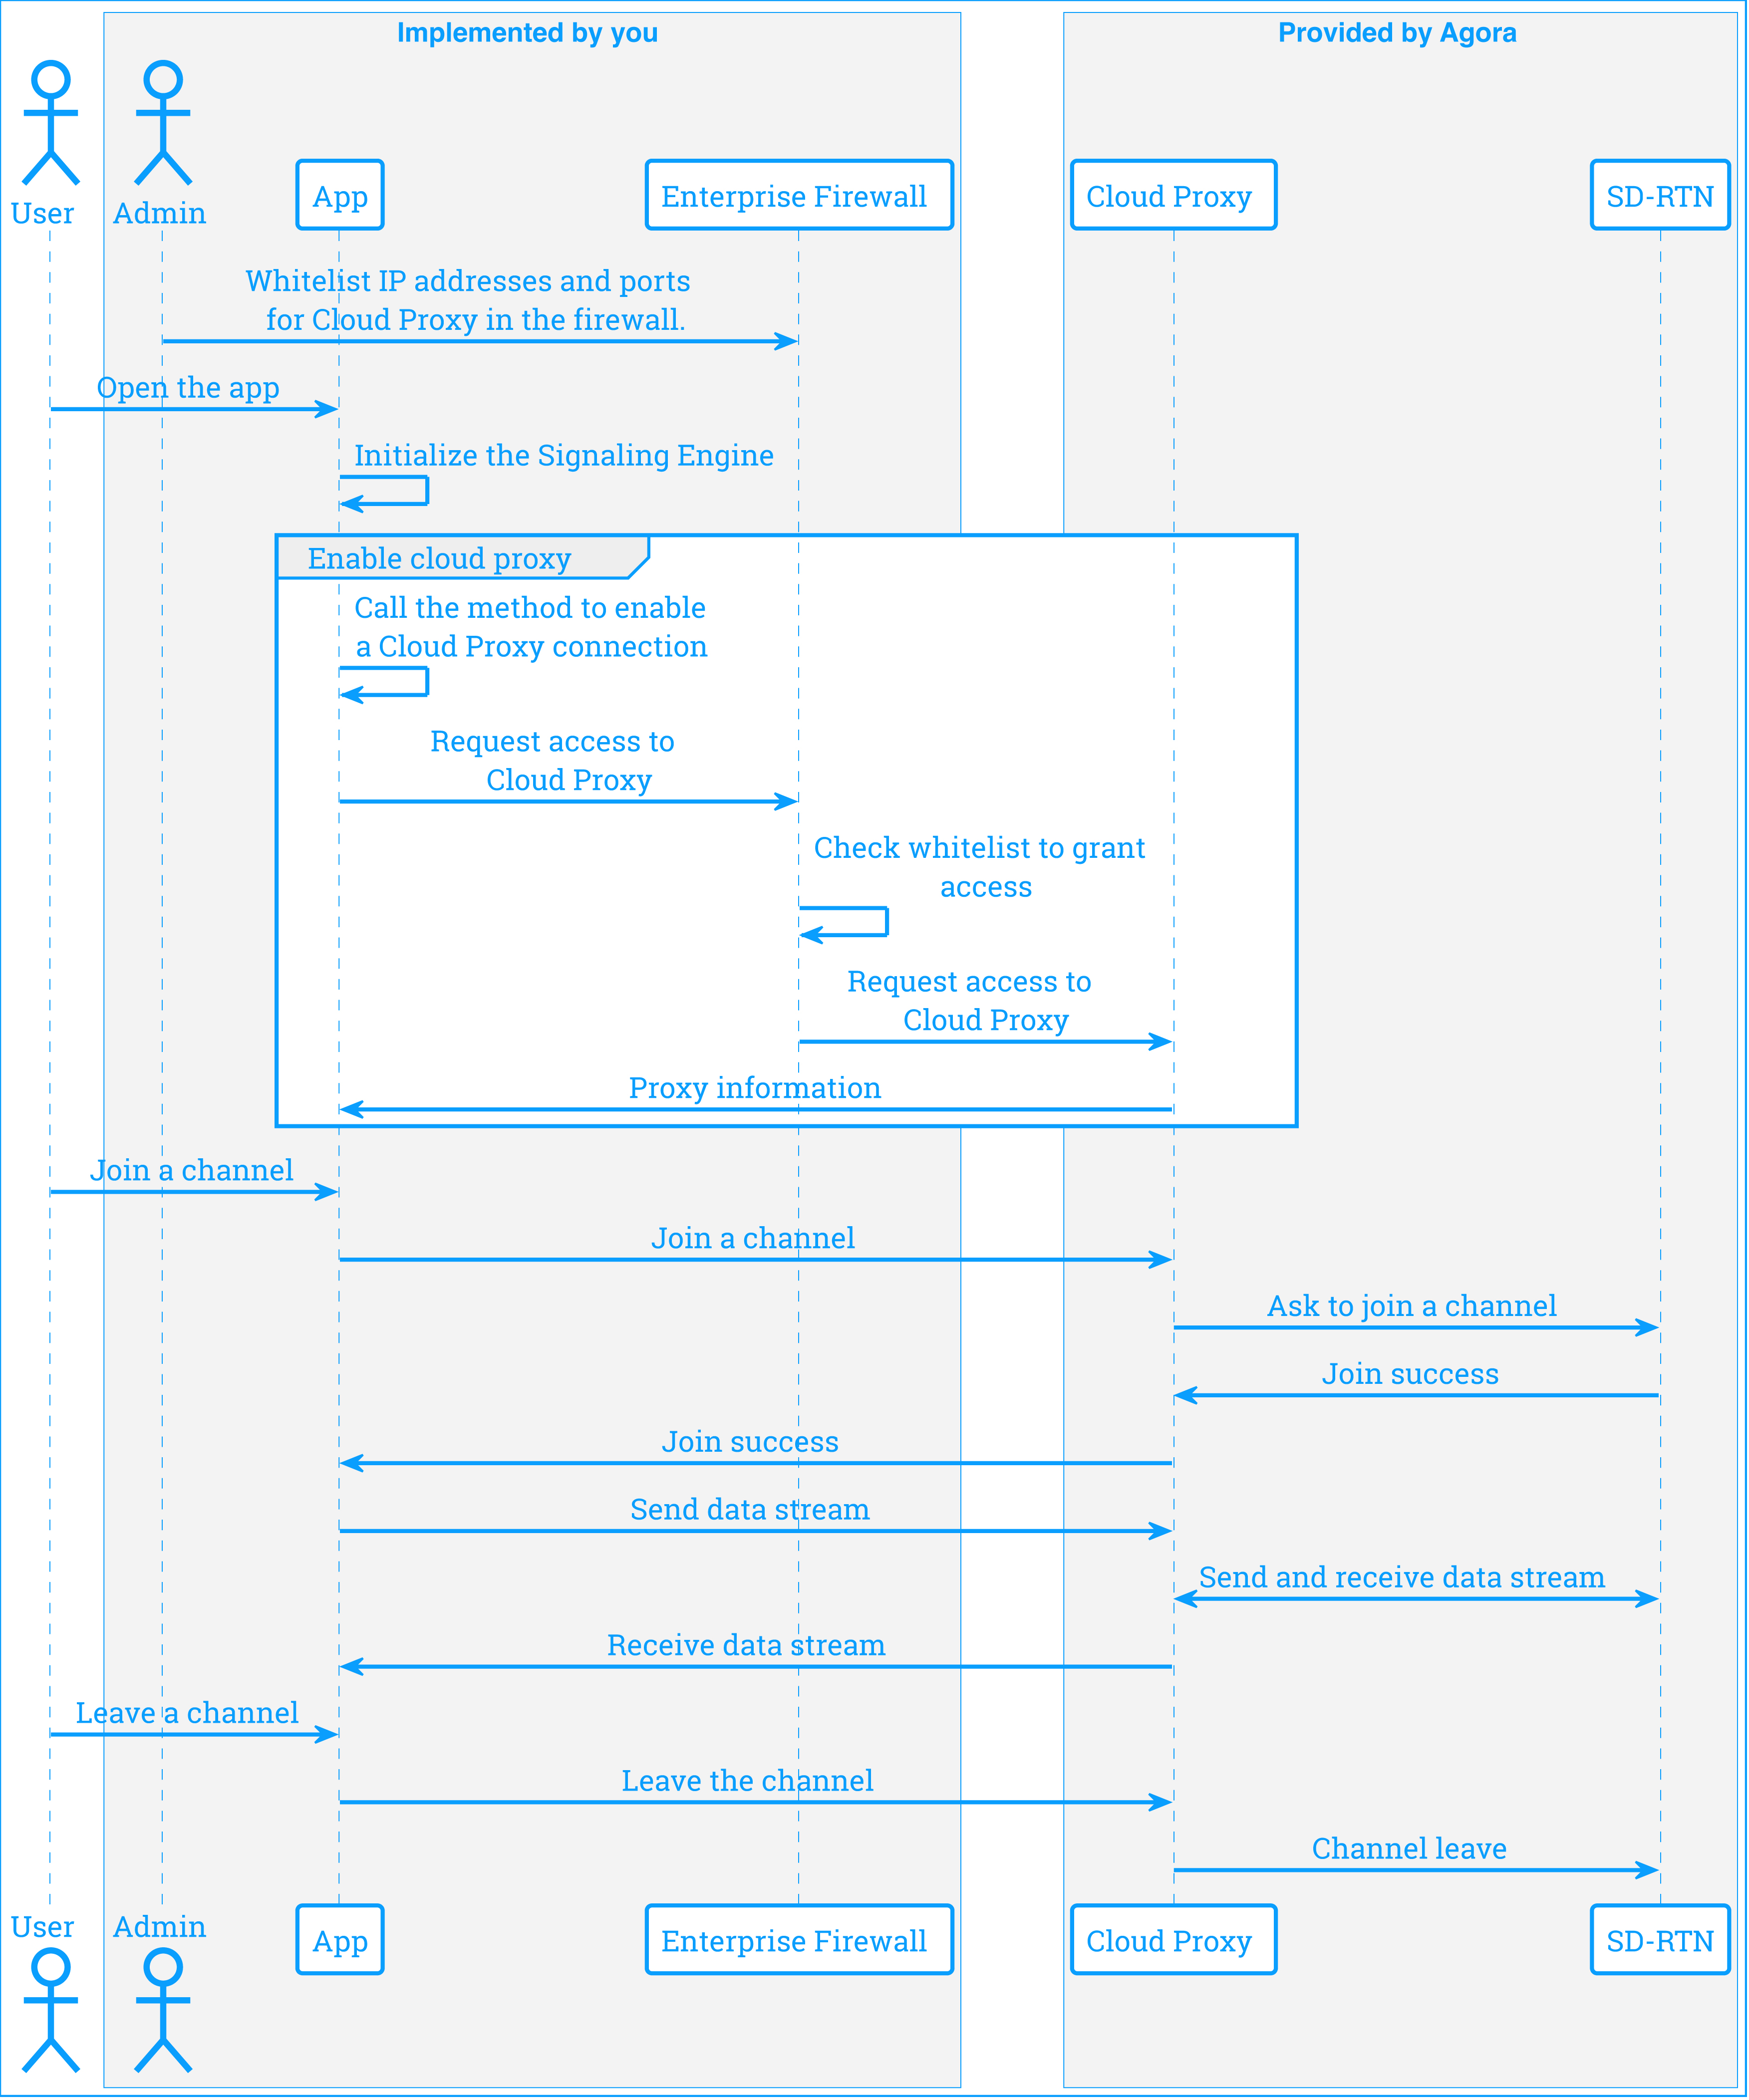 Implemented by you
Provided by Agora
User
Admin
App
Enterprise Firewall
Cloud Proxy
SD-RTN
Whitelist IP addresses and ports
for Cloud Proxy in the firewall.
Open the app
Initialize the Signaling Engine
Enable cloud proxy
Call the method to enable
a Cloud Proxy connection
Request access to
Cloud Proxy
Check whitelist to grant
access
Request access to
Cloud Proxy
Proxy information
Join a channel
Join a channel
Ask to join a channel
Join success
Join success
Send data stream
Send and receive data stream
Receive data stream
Leave a channel
Leave the channel
Channel leave
User
Admin
App
Enterprise Firewall
Cloud Proxy
SD-RTN